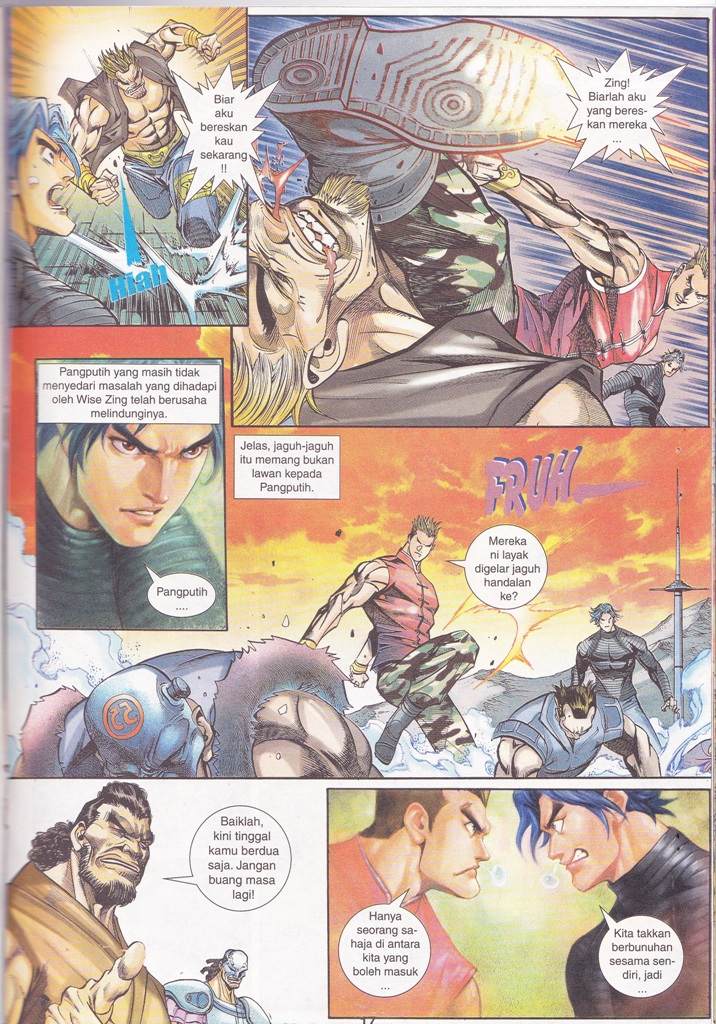 Biar
aku
bereskan
kau
sekarang
!!
Hiah
Zing!
Biarlah aku
yang beres-
kan mereka
...
Pangputih yang masih tidak
menyedari masalah yang dihadapi
oleh Wise Zing telah berusaha
melindunginya.
Pangputih
....
Jelas, jaguh-jaguh
itu memang bukan
lawan kepada
Pangputih.
FRUH
Mereka
ni layak
digelar jaguh
handalan
ke?
Baiklah,
kini tinggal
kamu berdua
saja. Jangan
buang masa
lagi!
Hanya
seorang sa-
haja di antara
kita yang
boleh masuk
...
Kita takkan
berbunuhan
sesama sen-
diri, jadi
...